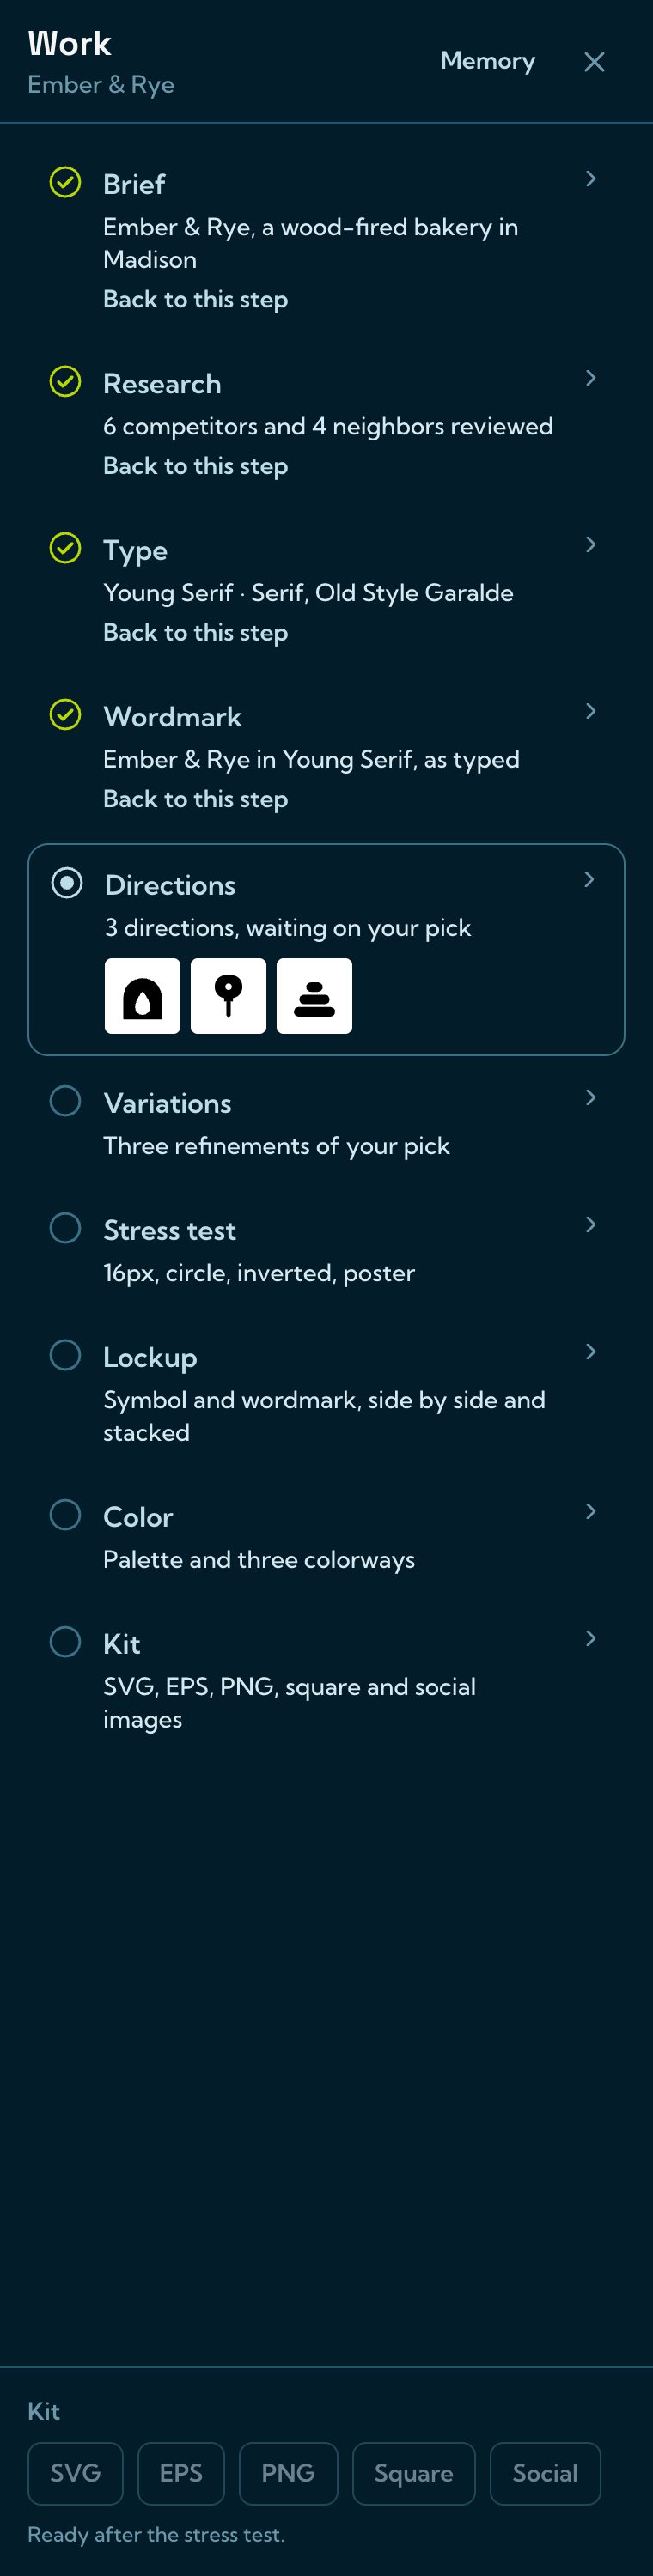 Work
Ember & Rye
Memory
Brief
Ember & Rye, a wood-fired bakery in
Madison
Back to this step
Research
6 competitors and 4 neighbors reviewed
Back to this step
Type
Young Serif · Serif, Old Style Garalde
Back to this step
Wordmark
Ember & Rye in Young Serif, as typed
Back to this step
Directions
3 directions, waiting on your pick
Variations
Three refinements of your pick
Stress test
16px, circle, inverted, poster
Lockup
Symbol and wordmark, side by side and
stacked
Color
Palette and three colorways
Kit
SVG, EPS, PNG, square and social
images
Kit
SVG EPS PNG Square Social
Ready after the stress test.